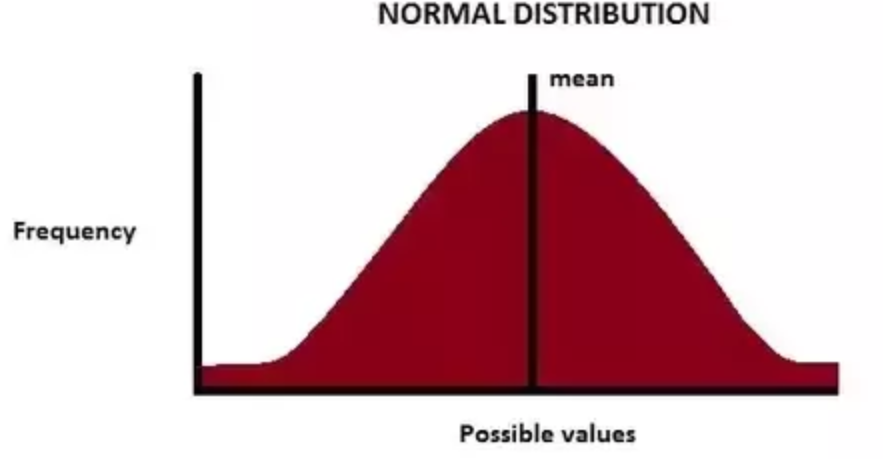 NORMAL DISTRIBUTION
mean
Frequency
Possible values